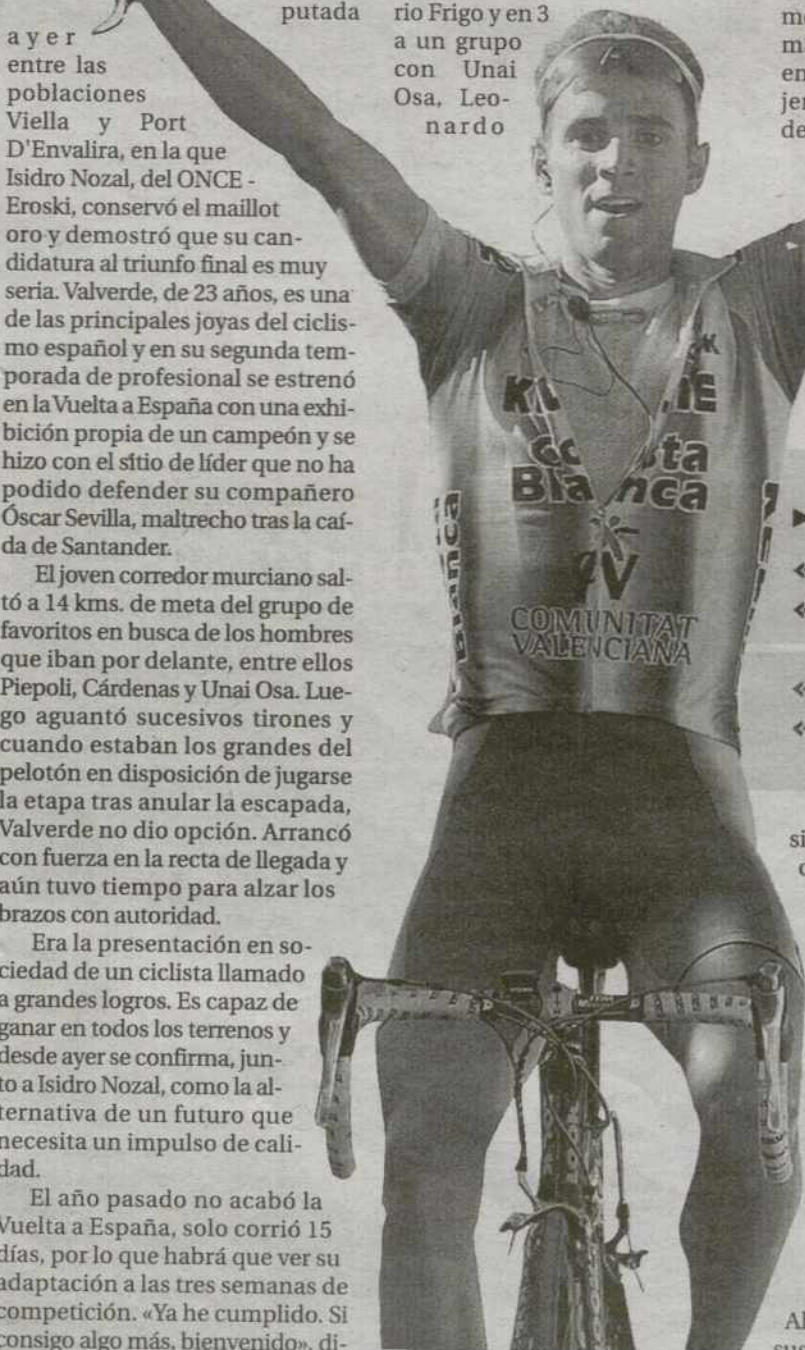 ayer
entre las
poblaciones
Viella y Port
D'Envalira, en la que
Isidro Nozal, del ONCE -
Eroski, conservó el maillot
oro y demostró que su can-
didatura al triunfo final es muy
seria. Valverde, de 23 años, es una
de las principales joyas del ciclis-
mo español y en su segunda tem-
porada de profesional se estrenó
en la Vuelta a España con una exhi-
bición propia de un campeón y se
hizo con el sitio de líder que no ha
podido defender su compañero
Óscar Sevilla, maltrecho tras la caí-
da de Santander.
El joven corredor murciano sal-
tó a 14 kms. de meta del grupo de
favoritos en busca de los hombres
que iban por delante, entre ellos
Piepoli, Cárdenas y Unai Osa. Lue-
go aguantó sucesivos tirones y
cuando estaban los grandes del
pelotón en disposición de jugarse
la etapa tras anular la escapada,
Valverde no dio opción. Arrancó
con fuerza en la recta de llegada y
aún tuvo tiempo para alzar los
brazos con autoridad.
Era la presentación en so-
ciedad de un ciclista llamado
a grandes logros. Es capaz de
ganar en todos los terrenos y
desde ayer se confirma, jun-
to a Isidro Nozal, como la al-
ternativa de un futuro que
necesita un impulso de cali-
dad.
El año pasado no acabó la
Vuelta a España, solo corrió 15
días, por lo que habrá que ver su
adaptación a las tres semanas de
competición. «Ya he cumplido. Si
consigo algo más, bienvenido», di-
putada
rio Frigo y en 3
a un grupo
con Unai
Osa, Leo-
nardo
Blanca
CV
COMUNITAT
VALENCIANA